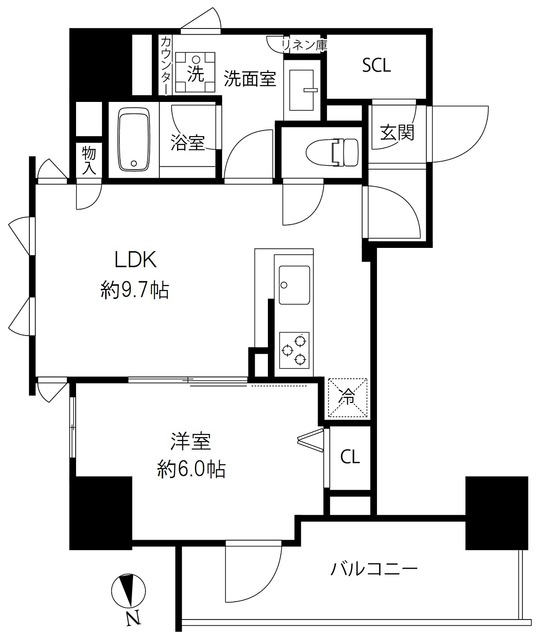 カウンター
洗
洗面室
リネン庫
SCL
浴室
玄関
物入
LDK
約9.7帖
冷
洋室
約6.0帖
CL
バルコニー
N